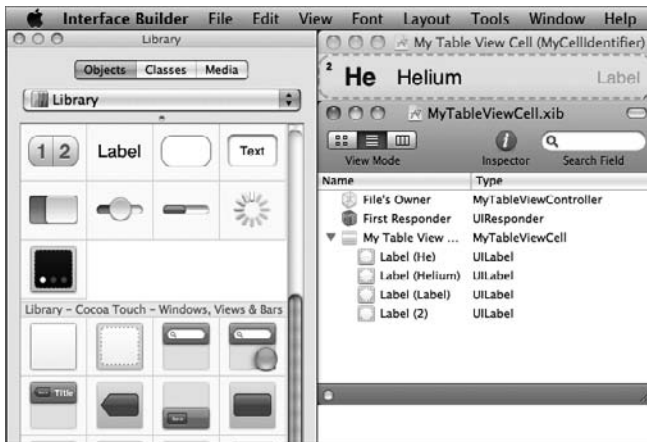 Interface Builder File Edit View Font Layout Tools Window Help
Library
Objects Classes Media
Library
1 2 Label Text
Library – Cocoa Touch – Windows, Views & Bars
Title
My Table View Cell (MyCellIdentifier)
2
He Helium Label
MyTableViewCell.xib
View Mode Inspector Search Field
Name Type
File's Owner MyTableViewController
First Responder UIResponder
My Table View ... MyTableViewCell
Label (He) UILabel
Label (Helium) UILabel
Label (Label) UILabel
Label (2) UILabel